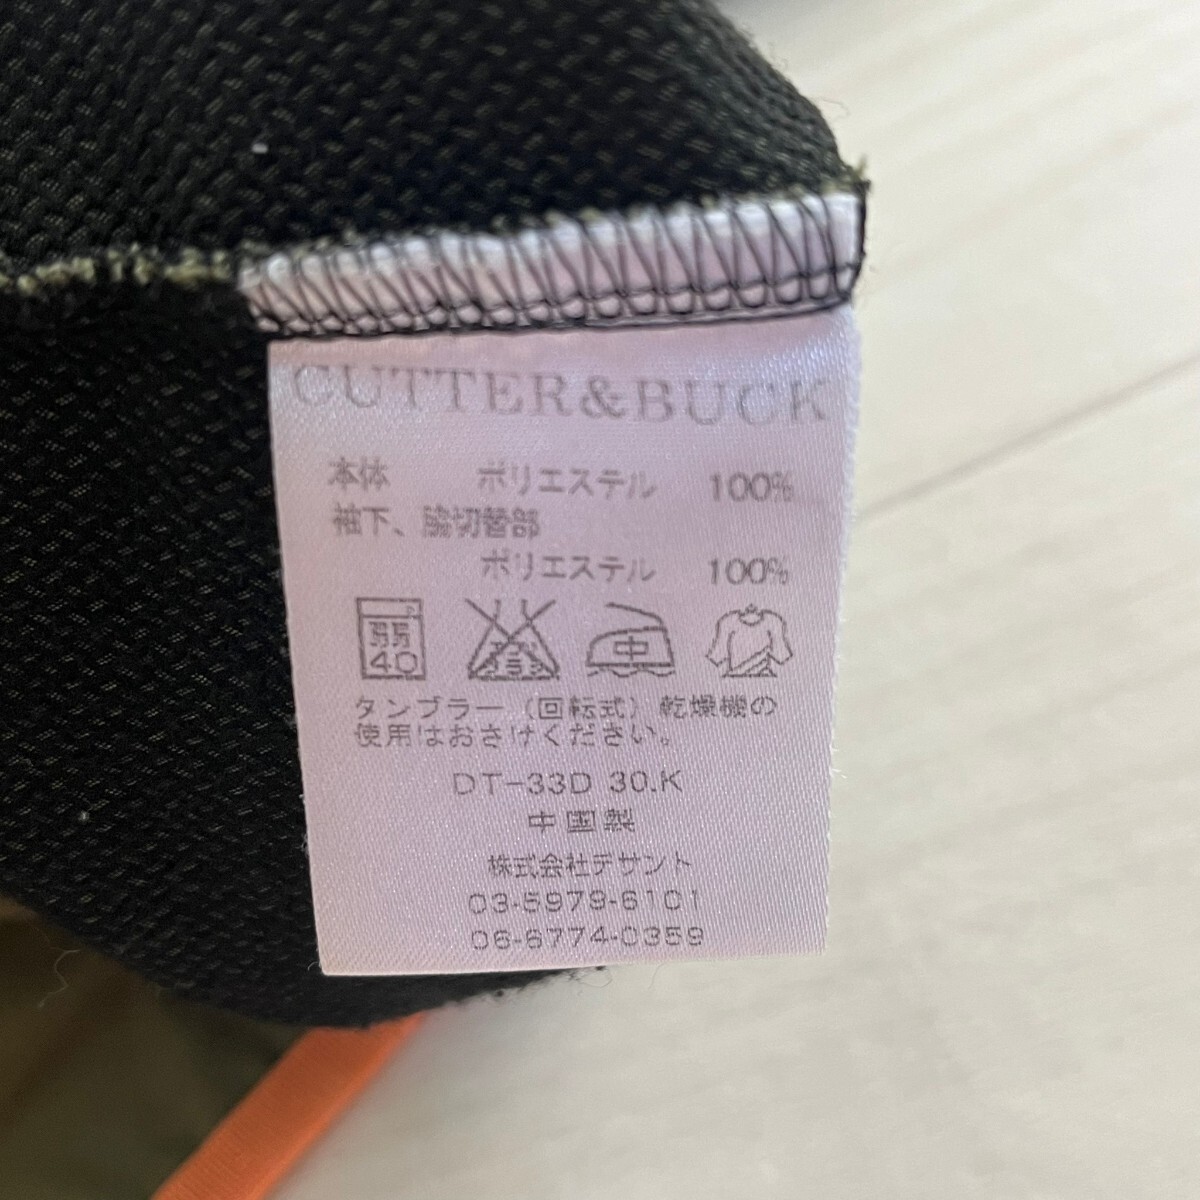 CUTTER&BUCK
本体 ポリエステル 100%
袖下、脇切替部
ポリエステル 100%
弱 40 中
タンブラー(回転式)乾燥機の
使用はおさけください。
DT-33D 30.K
中国製
株式会社デサント
03-5979-6101
06-6774-0359